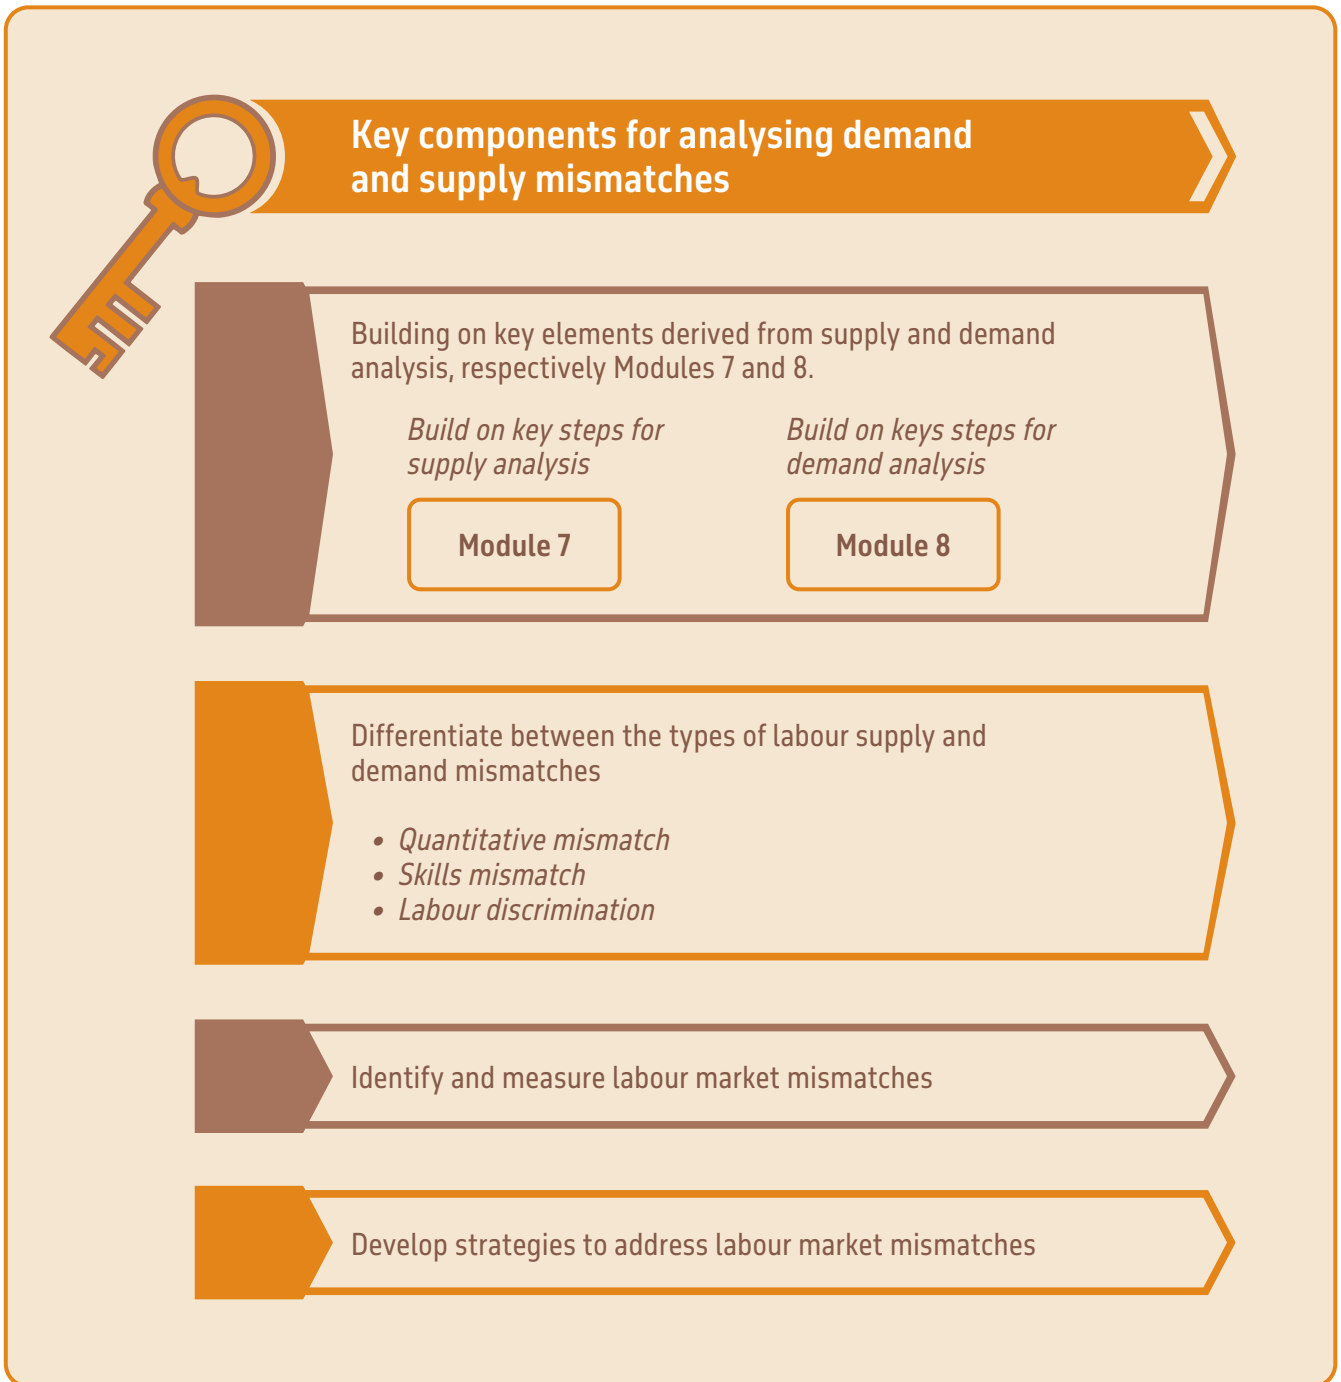 Key components for analysing demand
and supply mismatches
Building on key elements derived from supply and demand
analysis, respectively Modules 7 and 8.
Build on key steps for
supply analysis
Module 7
Build on keys steps for
demand analysis
Module 8
Differentiate between the types of labour supply and
demand mismatches
• Quantitative mismatch
• Skills mismatch
• Labour discrimination
Identify and measure labour market mismatches
Develop strategies to address labour market mismatches